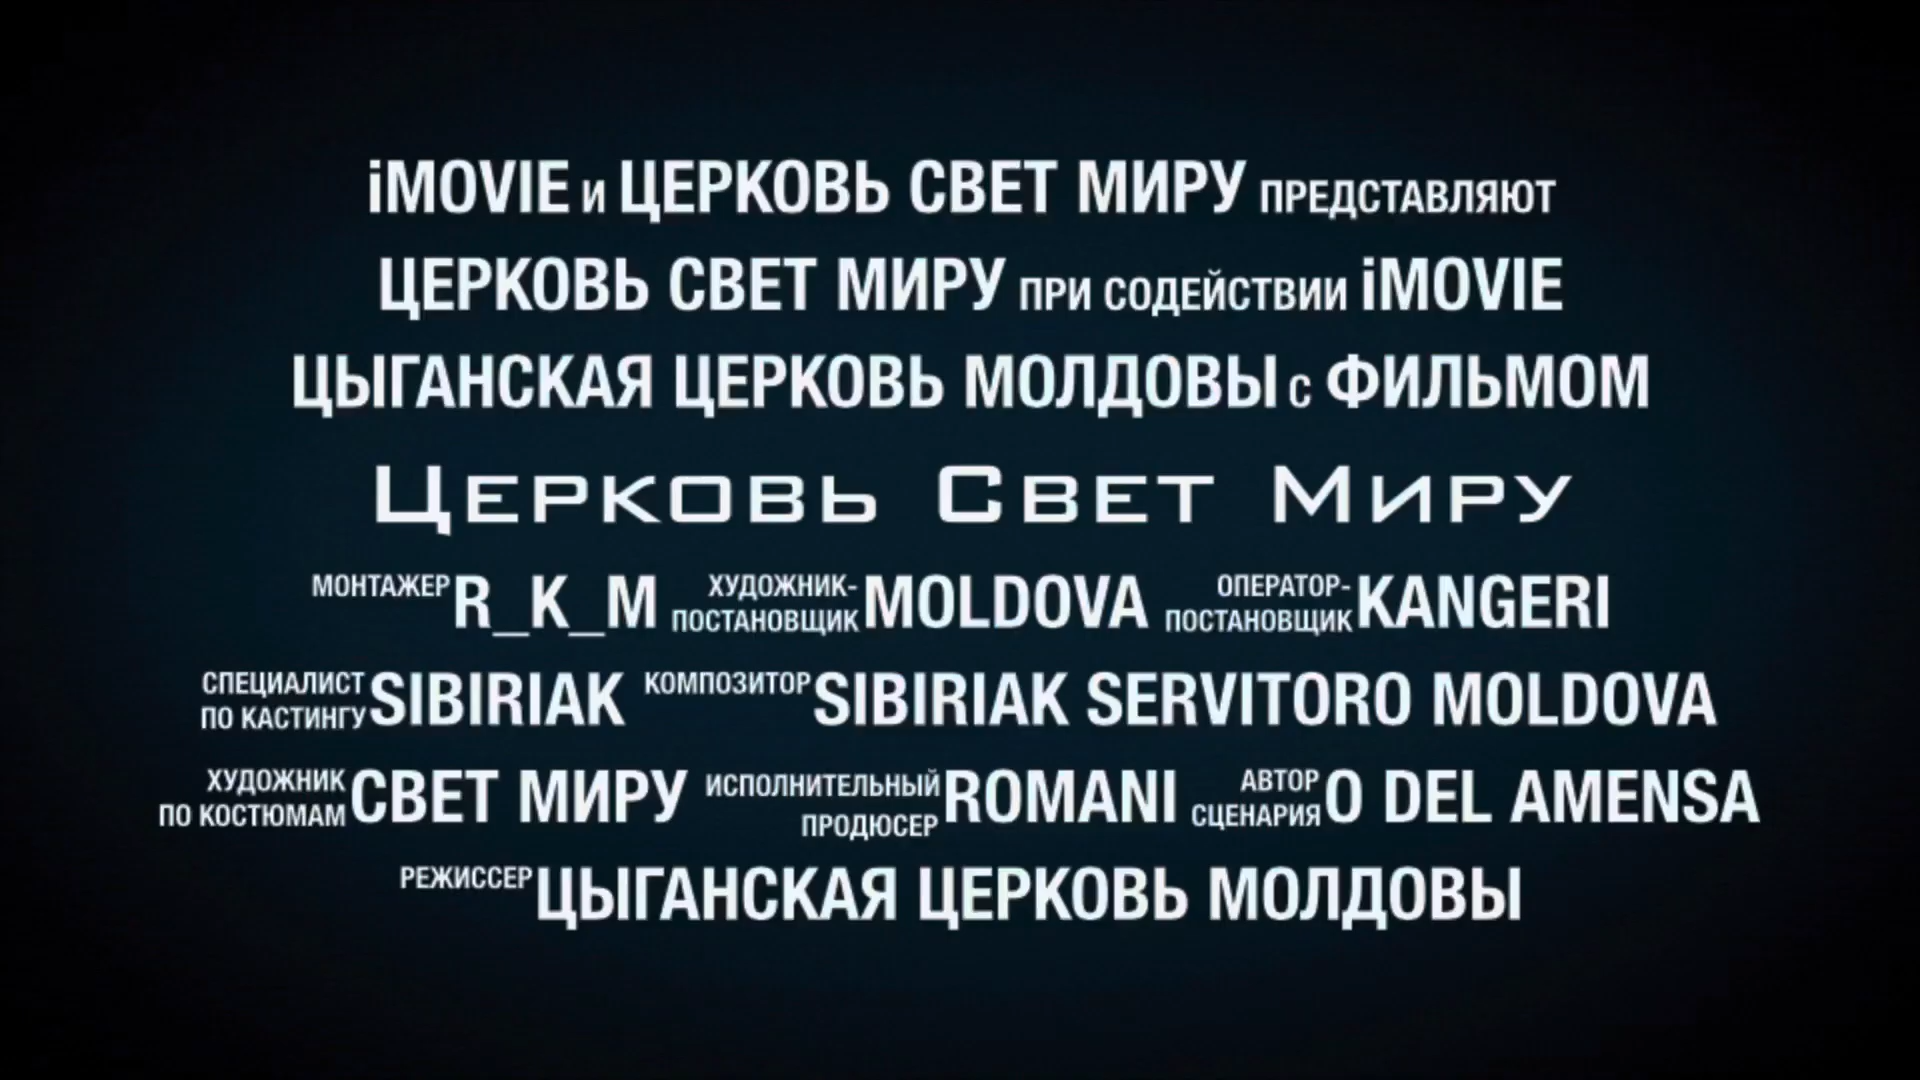 iMOVIE и ЦЕРКОВЬ СВЕТ МИРУ ПРЕДСТАВЛЯЮТ
ЦЕРКОВЬ СВЕТ МИРУ ПРИ СОДЕЙСТВИИ iMOVIE
ЦЫГАНСКАЯ ЦЕРКОВЬ МОЛДОВЫ с ФИЛЬМОМ
ЦЕРКОВЬ СВЕТ МИРУ
МОНТАЖЕР R_K_M ХУДОЖНИК-ПОСТАНОВЩИК MOLDOVA ОПЕРАТОР-ПОСТАНОВЩИК KANGERI
СПЕЦИАЛИСТ ПО КАСТИНГУ SIBIRIAK КОМПОЗИТОР SIBIRIAK SERVITORO MOLDOVA
ХУДОЖНИК ПО КОСТЮМАМ СВЕТ МИРУ ИСПОЛНИТЕЛЬНЫЙ ПРОДЮСЕР ROMANI АВТОР СЦЕНАРИЯ O DEL AMENSA
РЕЖИССЕР ЦЫГАНСКАЯ ЦЕРКОВЬ МОЛДОВЫ